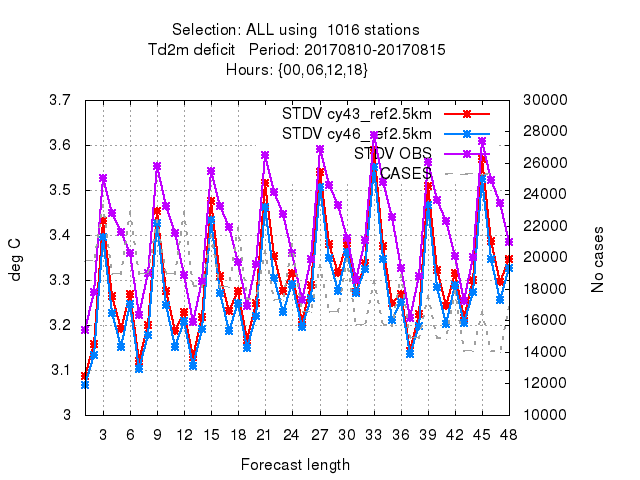 Selection: ALL using  1016 stations
Td2m deficit   Period: 20170810-20170815
Hours: {00,06,12,18}
STDV cy43_ref2.5km
STDV cy46_ref2.5km
STDV OBS
CASES
deg C
3.7
3.6
3.5
3.4
3.3
3.2
3.1
3
30000
28000
26000
24000
22000
20000
18000
16000
14000
12000
10000
No cases
3 6 9 12 15 18 21 24 27 30 33 36 39 42 45 48
Forecast length